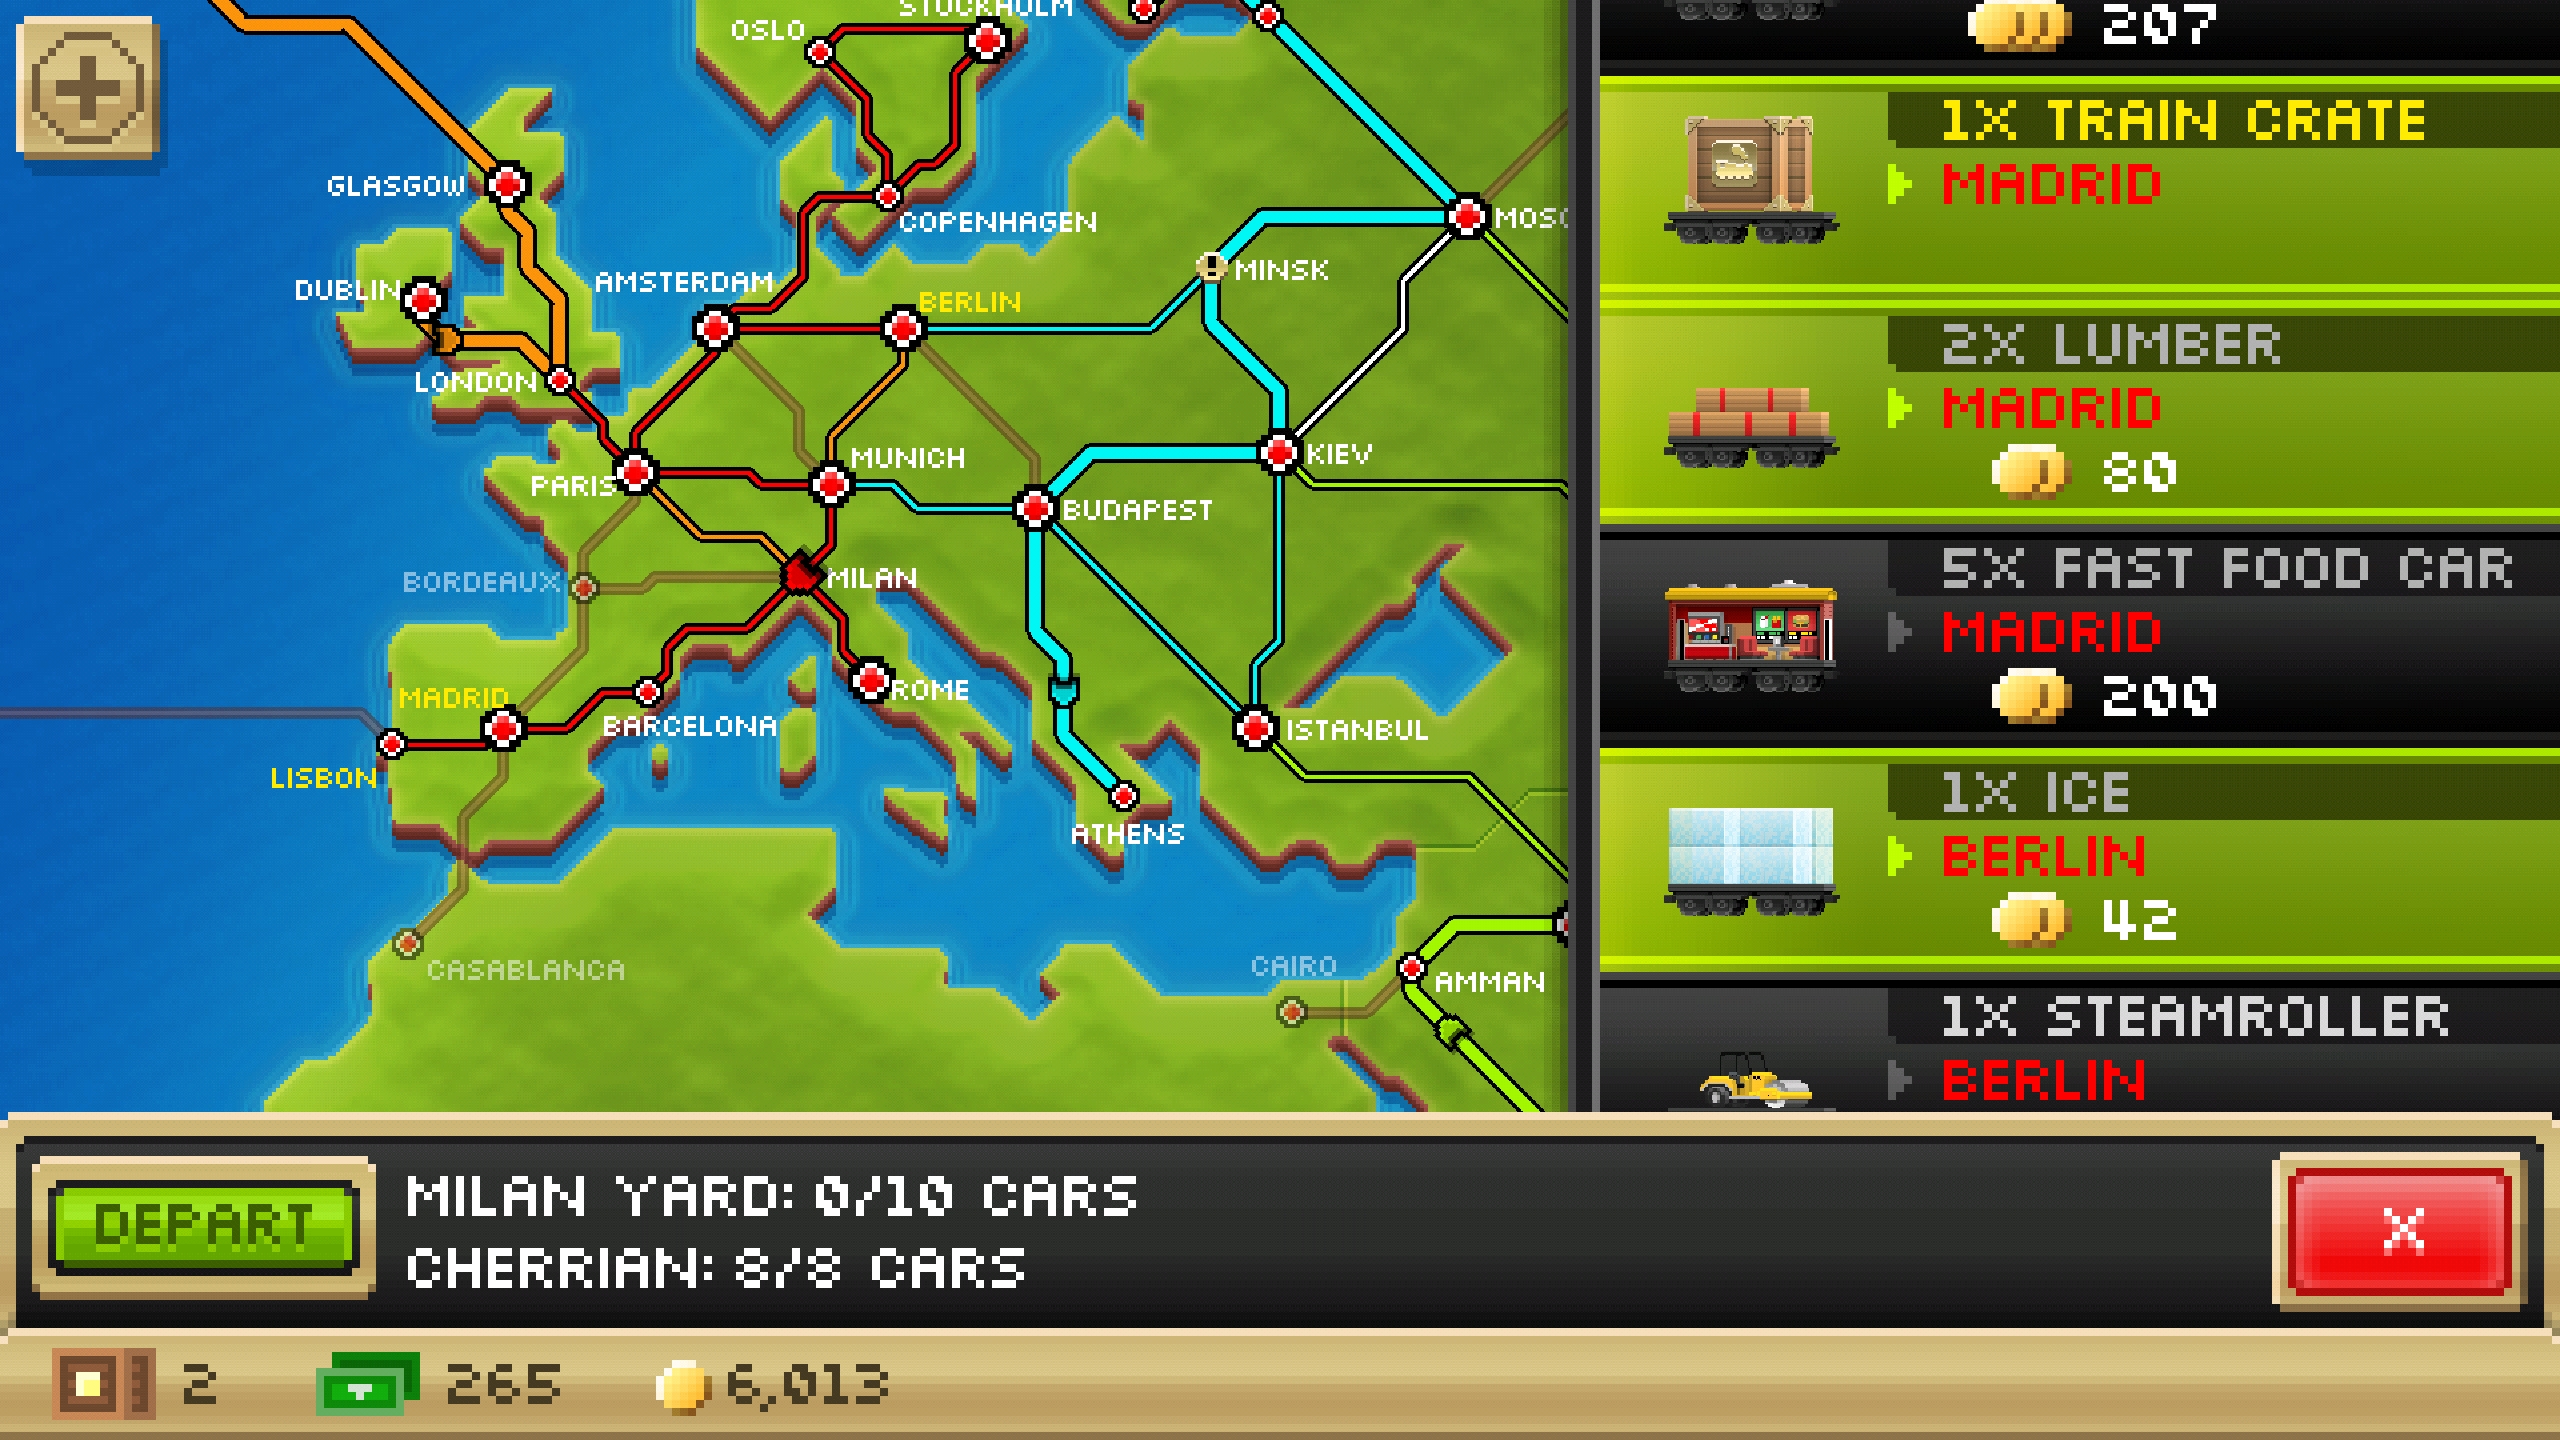 STOCKHOLM
OSLO
GLASGOW
COPENHAGEN
MOSC
DUBLIN
AMSTERDAM
MINSK
BERLIN
LONDON
MUNICH
KIEV
PARIS
BUDAPEST
BORDEAUX
MILAN
MADRID
ROME
BARCELONA
ISTANBUL
LISBON
ATHENS
CASABLANCA
CAIRO
AMMAN
207
1X TRAIN CRATE
MADRID
2X LUMBER
MADRID
80
5X FAST FOOD CAR
MADRID
200
1X ICE
BERLIN
42
1X STEAMROLLER
BERLIN
DEPART
MILAN YARD: 0/10 CARS
CHERRIAN: 8/8 CARS
X
2
265
6,013